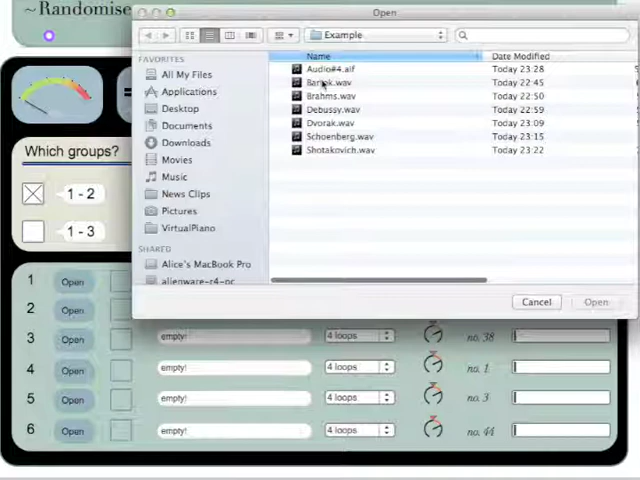 ~Randomise
Open
Example
FAVORITES
Name
Date Modified
All My Files
Audio#4.aif
Today 23:28
Applications
Bartok.wav
Today 22:45
Desktop
Brahms.wav
Today 22:50
Documents
Debussy.wav
Today 22:59
Downloads
Dvorak.wav
Today 23:09
Movies
Schoenberg.wav
Today 23:15
Music
Shotakovich.wav
Today 23:22
News Clips
Pictures
VirtualPiano
SHARED
Alice's MacBook Pro
alienware-r4-pc
Cancel
Open
Which groups?
1 - 2
1 - 3
1 Open
2 Open
3 Open empty! 4 loops no. 38
4 Open empty! 4 loops no. 1
5 Open empty! 4 loops no. 3
6 Open empty! 4 loops no. 44